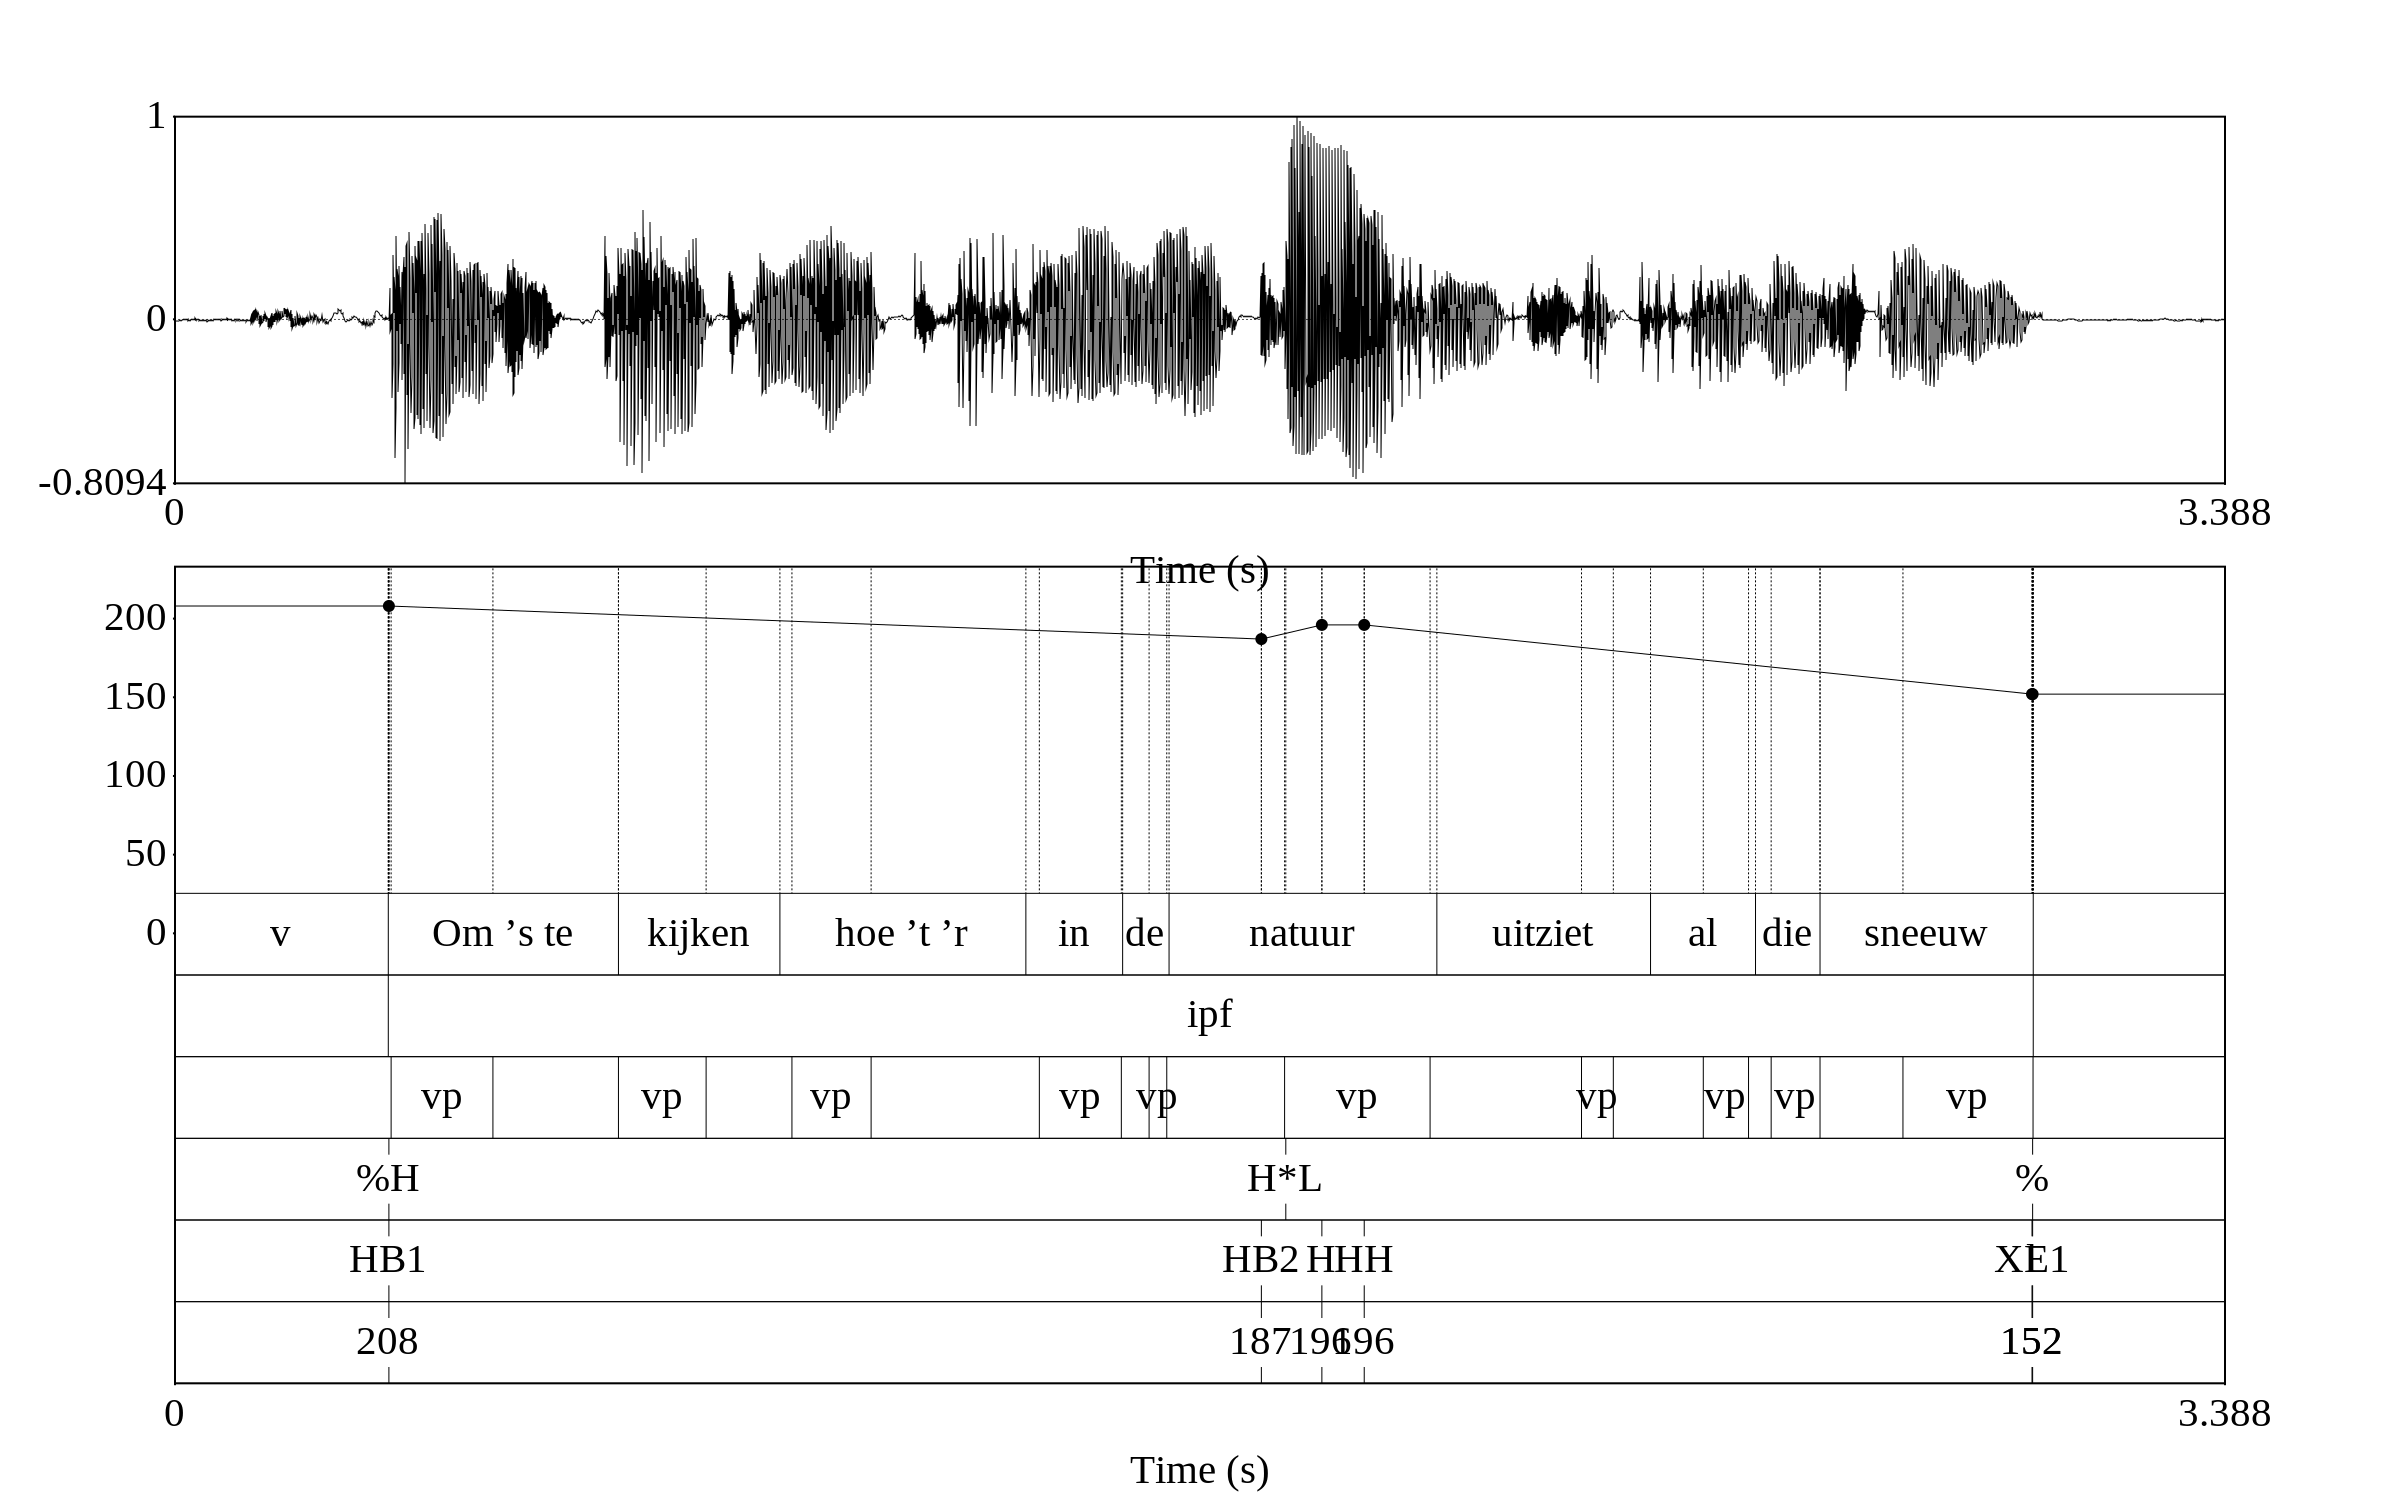 1
0
-0.8094
0 3.388
Time (s)
200
150
100
50
0
v Om ’s te kijken hoe ’t ’r in de natuur uitziet al die sneeuw
ipf
vp vp vp vp vp vp vp vp vp vp
%H H*L %
HB1 HB2 H HH XE1
208 187 196 196 152
0 3.388
Time (s)